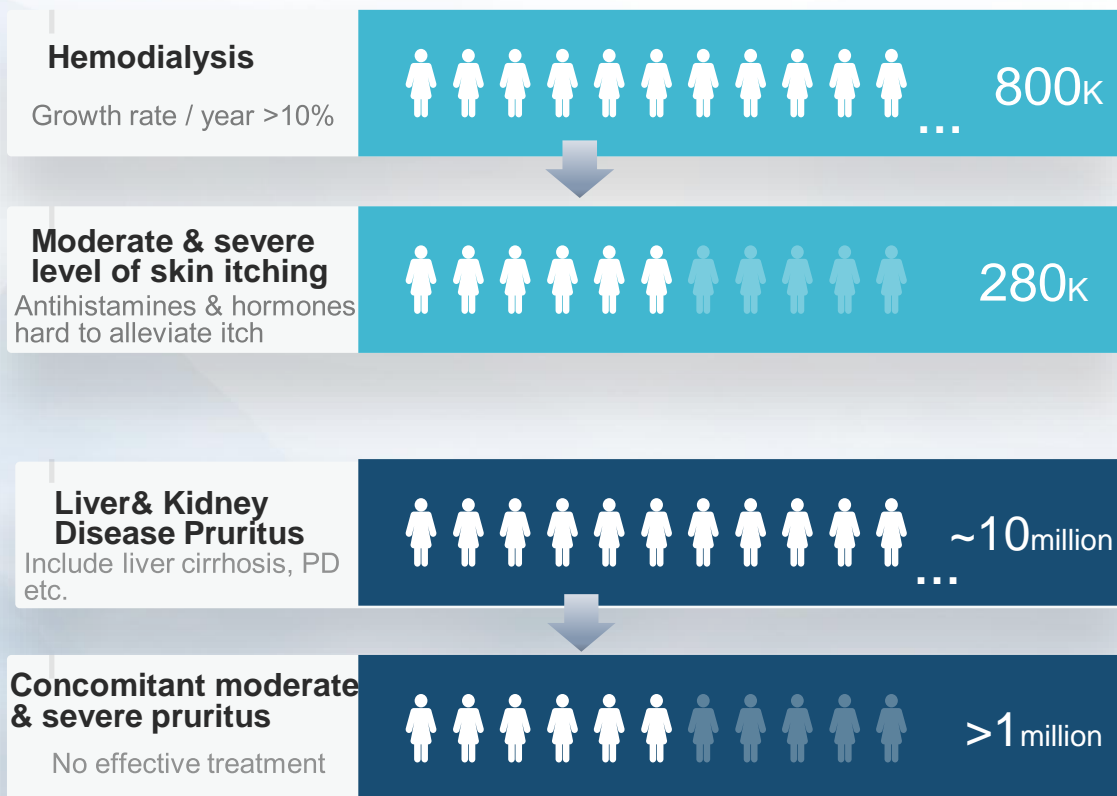 Hemodialysis
Growth rate / year >10%
...
800K
Moderate & severe
level of skin itching
Antihistamines & hormones
hard to alleviate itch
280K
Liver& Kidney
Disease Pruritus
Include liver cirrhosis, PD
etc.
...
~10million
Concomitant moderate
& severe pruritus
No effective treatment
>1million